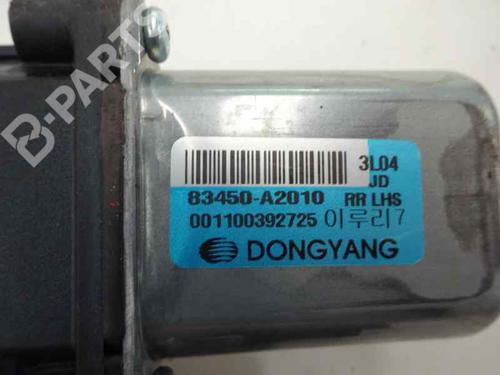 B-PARTS
3L04
JD
83450-A2010 RR LHS
001100392725 이루리7
DONGYANG